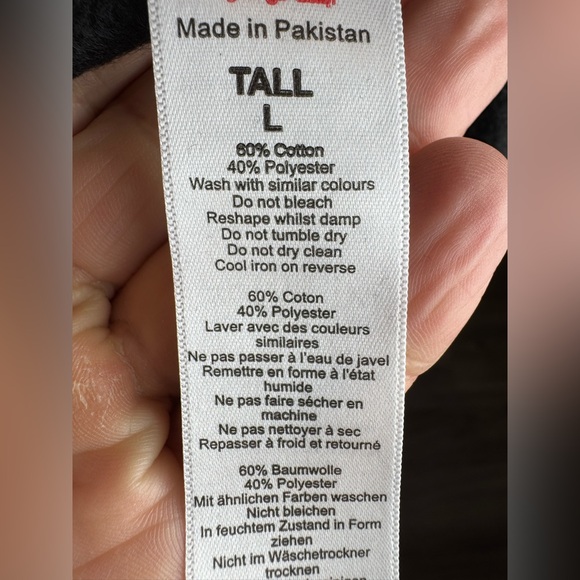 Made in Pakistan
TALL
L
60% Cotton
40% Polyester
Wash with similar colours
Do not bleach
Reshape whilst damp
Do not tumble dry
Do not dry clean
Cool iron on reverse
60% Coton
40% Polyester
Laver avec des couleurs
similaires
Ne pas passer à l'eau de javel
Remettre en forme à l'état
humide
Ne pas faire sécher en
machine
Ne pas nettoyer à sec
Repasser à froid et retourné
60% Baumwolle
40% Polyester
Mit ähnlichen Farben waschen
Nicht bleichen
In feuchtem Zustand in Form
ziehen
Nicht im Wäschetrockner
trocknen